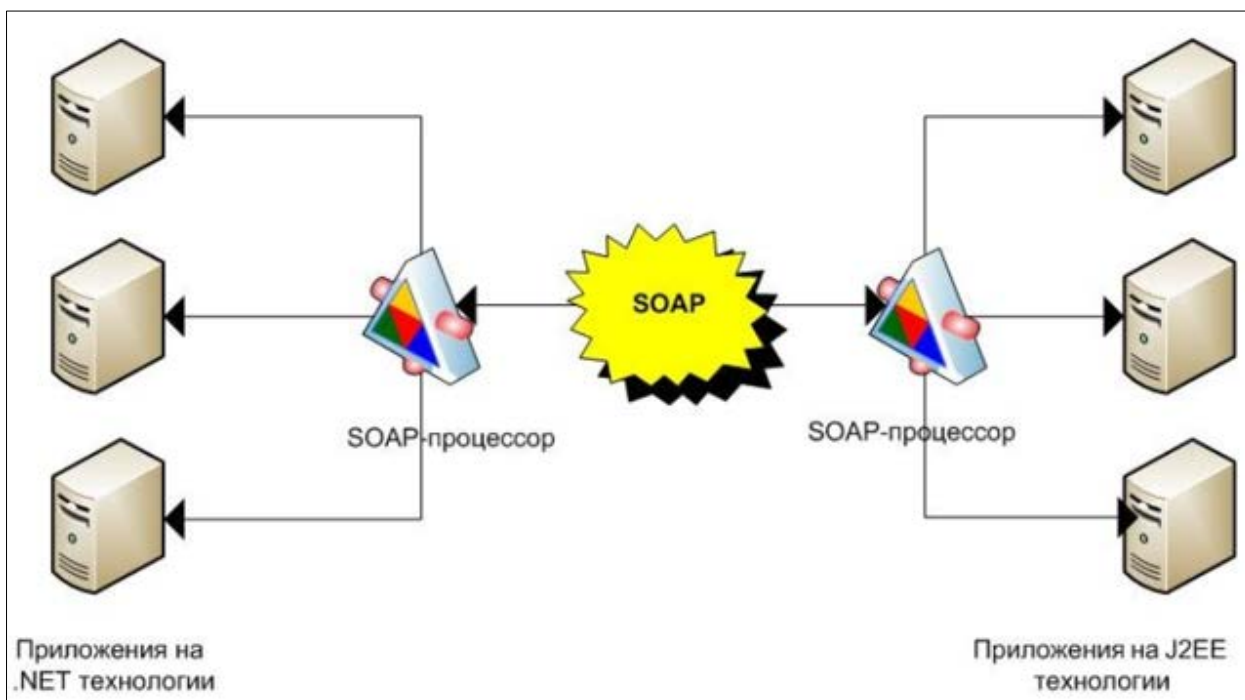 SOAP
SOAP-процессор
SOAP-процессор
Приложения на
.NET технологии
Приложения на J2EE
технологии